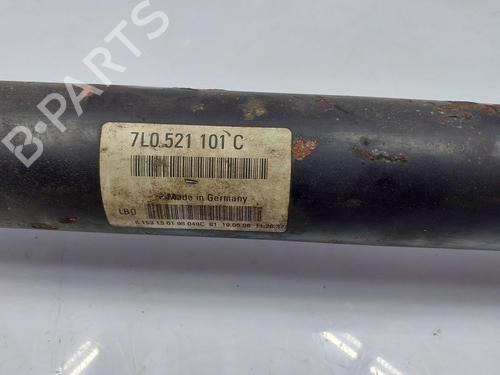 B-PARTS
7L0 521 101 C
Made in Germany
LBO